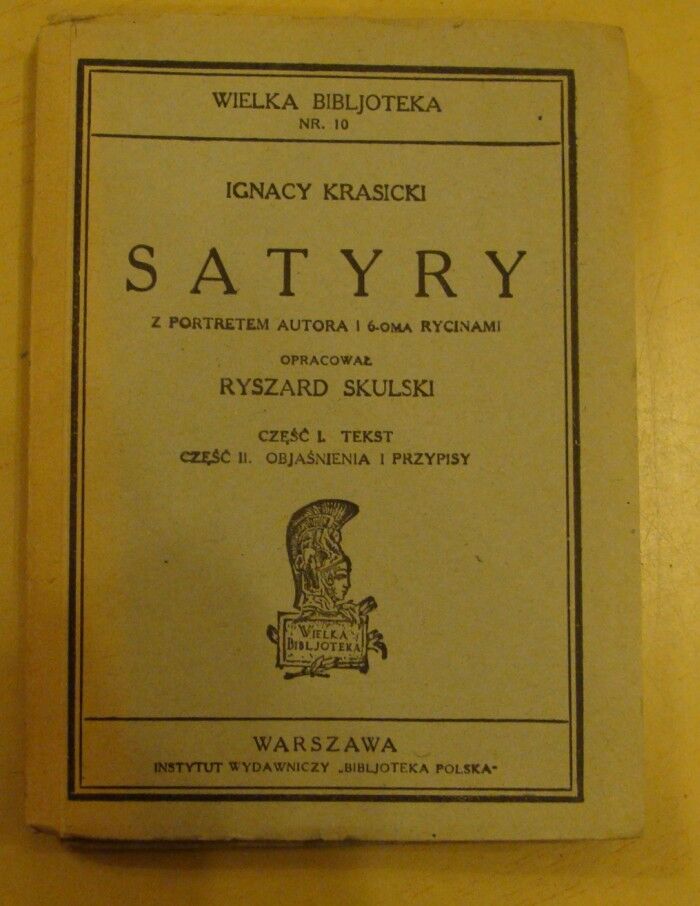 WIELKA BIBLJOTEKA
NR. 10
IGNACY KRASICKI
SATYRY
Z PORTRETEM AUTORA I 6-OMA RYCINAMI
OPRACOWAŁ
RYSZARD SKULSKI
CZĘŚĆ I. TEKST
CZĘŚĆ II. OBJAŚNIENIA I PRZYPISY
WIELKA
BIBLJOTEKA
WARSZAWA
INSTYTUT WYDAWNICZY „BIBLJOTEKA POLSKA"